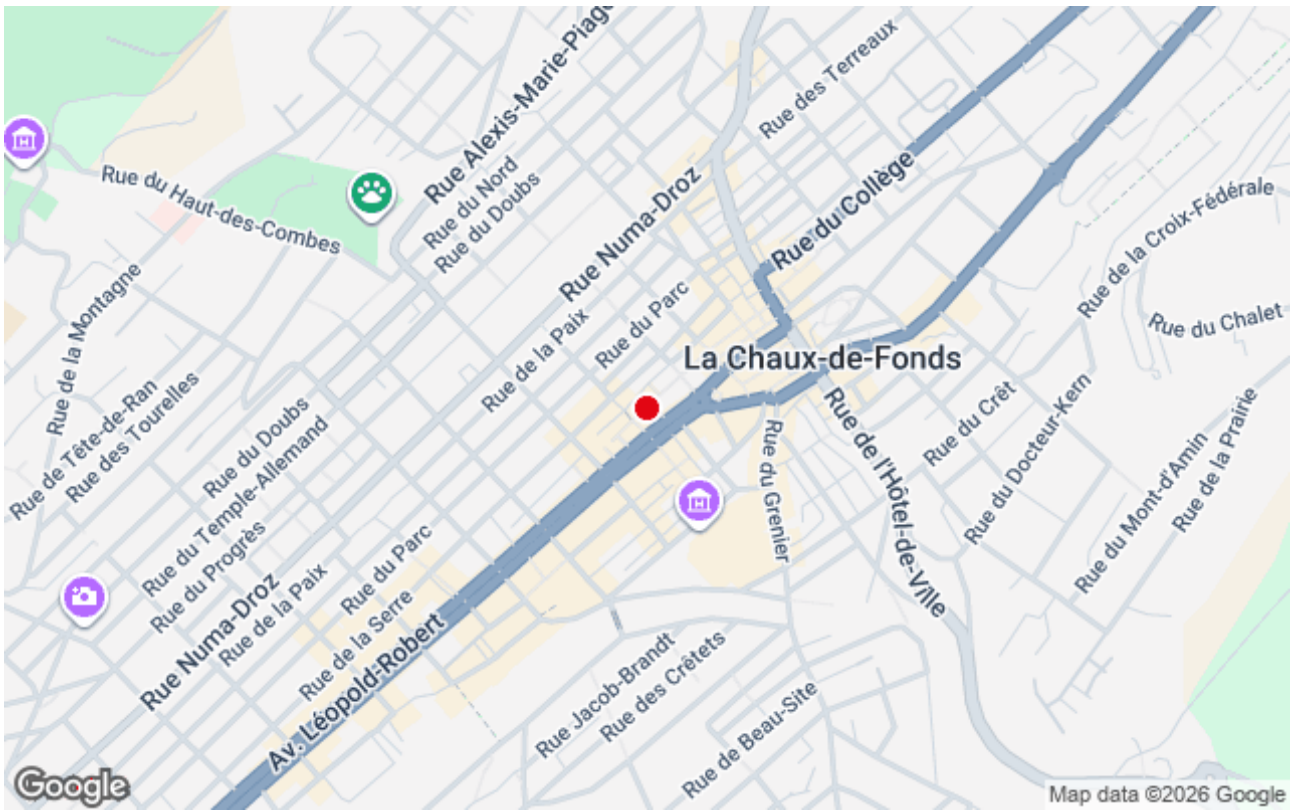 Rue Alexis-Marie-Piage
Rue des Terreaux
Rue du Haut-des-Combes
Rue du Nord
Rue du Doubs
Rue Numa-Droz
Rue du Collège
Rue de la Croix-Fédérale
Rue de la Montagne
Rue du Parc
Rue de la Paix
Rue du Chalet
La Chaux-de-Fonds
Rue de Tête-de-Ran
Rue des Tourelles
Rue du Doubs
Rue du Temple-Allemand
Rue du Progrès
Rue du Crêt
Rue du Docteur-Kern
Rue de l'Hôtel-de-Ville
Rue du Grenier
Rue du Mont-d'Amin
Rue de la Prairie
Rue Numa-Droz
Rue de la Paix
Rue du Parc
Rue de la Serre
Av. Léopold-Robert
Rue Jacob-Brandt
Rue des Crêtets
Rue de Beau-Site
Google
Map data ©2026 Google